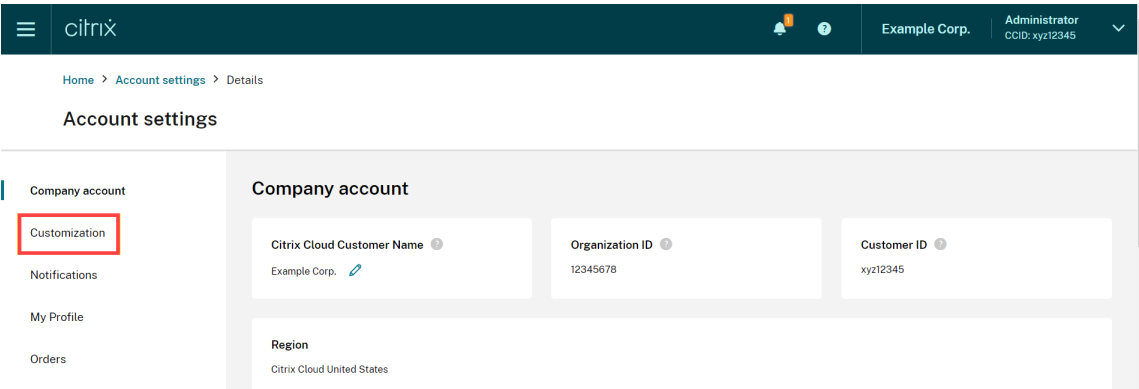 citrix
1
?
Example Corp.
Administrator
CCID: xyz12345
Home > Account settings > Details
Account settings
Company account
Customization
Notifications
My Profile
Orders
Company account
Citrix Cloud Customer Name ?
Example Corp.
Organization ID ?
12345678
Customer ID ?
xyz12345
Region
Citrix Cloud United States